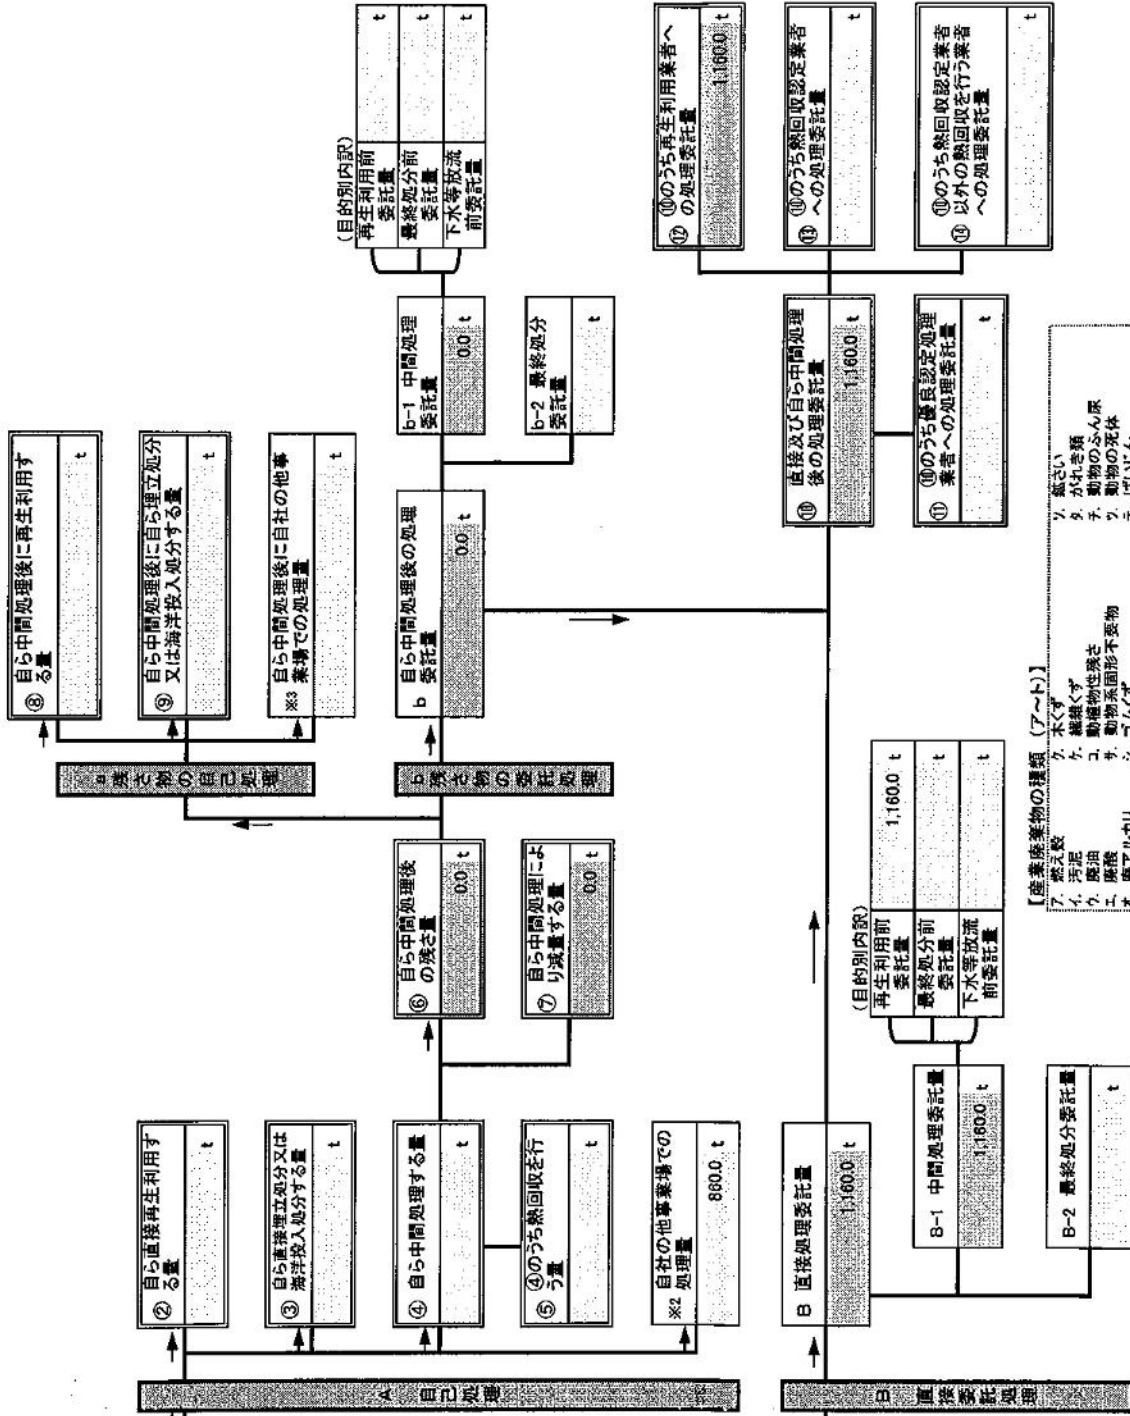 A 自己処理
② 自ら直接再生利用す
る量
t
③ 自ら直接埋立処分又は
海洋投入処分する量
t
④ 自ら中間処理する量
t
⑤ ④のうち熱回収を行
う量
t
※2 自社の他事業場での
処理量
860.0 t
⑥ 自ら中間処理後
の残さ量
0.0 t
⑦ 自ら中間処理によ
り減量する量
0.0 t
a 残さ物の自己処理
⑧ 自ら中間処理後に再生利用す
る量
t
⑨ 自ら中間処理後に自ら埋立処分
又は海洋投入処分する量
t
※3 自ら中間処理後に自社の他事
業場での処理量
t
b 残さ物の委託処理
b 自ら中間処理後の処理
委託量
0.0 t
b-1 中間処理
委託量
0.0 t
b-2 最終処分
委託量
t
(目的別内訳)
再生利用前
委託量
t
最終処分前
委託量
t
下水等放流
前委託量
t
B 直接委託処理
B 直接処理委託量
1,160.0 t
B-1 中間処理委託量
1,160.0 t
B-2 最終処分委託量
t
(目的別内訳)
再生利用前
委託量
1,160.0 t
最終処分前
委託量
下水等放流
前委託量
⑩ 直接及び自ら中間処理
後の処理委託量
1,160.0 t
⑪ ⑩のうち優良認定処理
業者への処理委託量
t
⑫ ⑩のうち再生利用業者へ
の処理委託量
1,160.0 t
⑬ ⑩のうち熱回収認定業者
への処理委託量
t
⑭ ⑩のうち熱回収認定業者
以外の熱回収を行う業者
への処理委託量
t
【産業廃棄物の種類 (ア~ト)】
ア. 燃え殻 ク. 木くず ソ. 鉱さい
イ. 汚泥 ケ. 繊維くず タ. がれき類
ウ. 廃油 コ. 動植物性残さ チ. 動物のふん尿
エ. 廃酸 サ. 動物系固形不要物 ツ. 動物の死体
オ. 廃アルカリ シ. ゴムくず テ. ばいじん